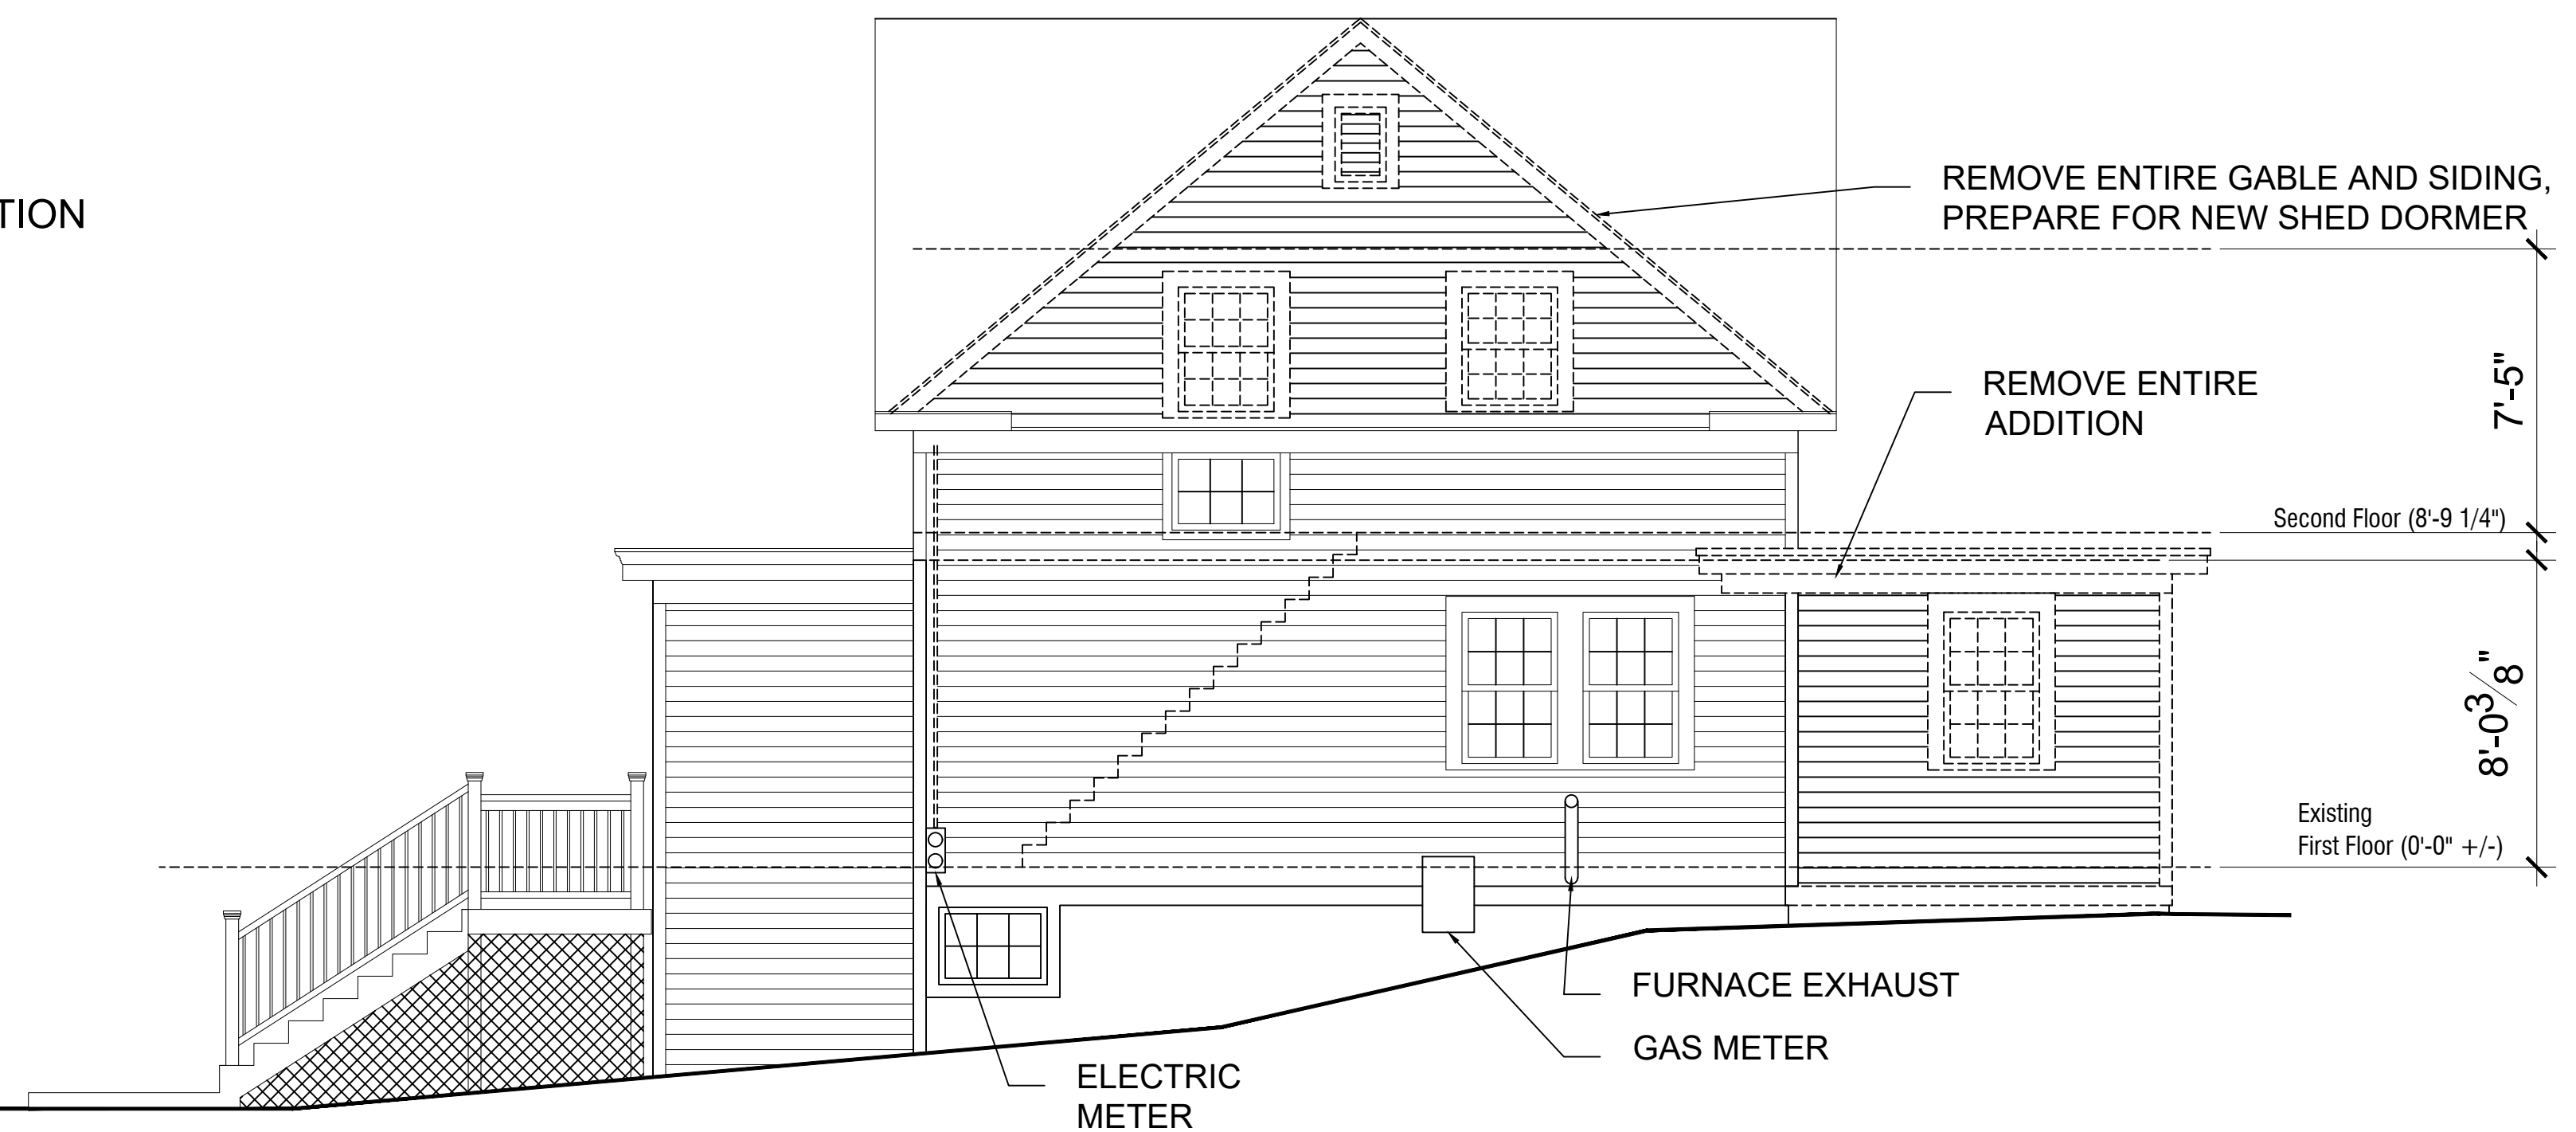 TION
REMOVE ENTIRE GABLE AND SIDING,
PREPARE FOR NEW SHED DORMER
REMOVE ENTIRE
ADDITION
7'-5"
Second Floor (8'-9 1/4")
8'-0 3/8"
Existing
First Floor (0'-0" +/-)
FURNACE EXHAUST
GAS METER
ELECTRIC
METER